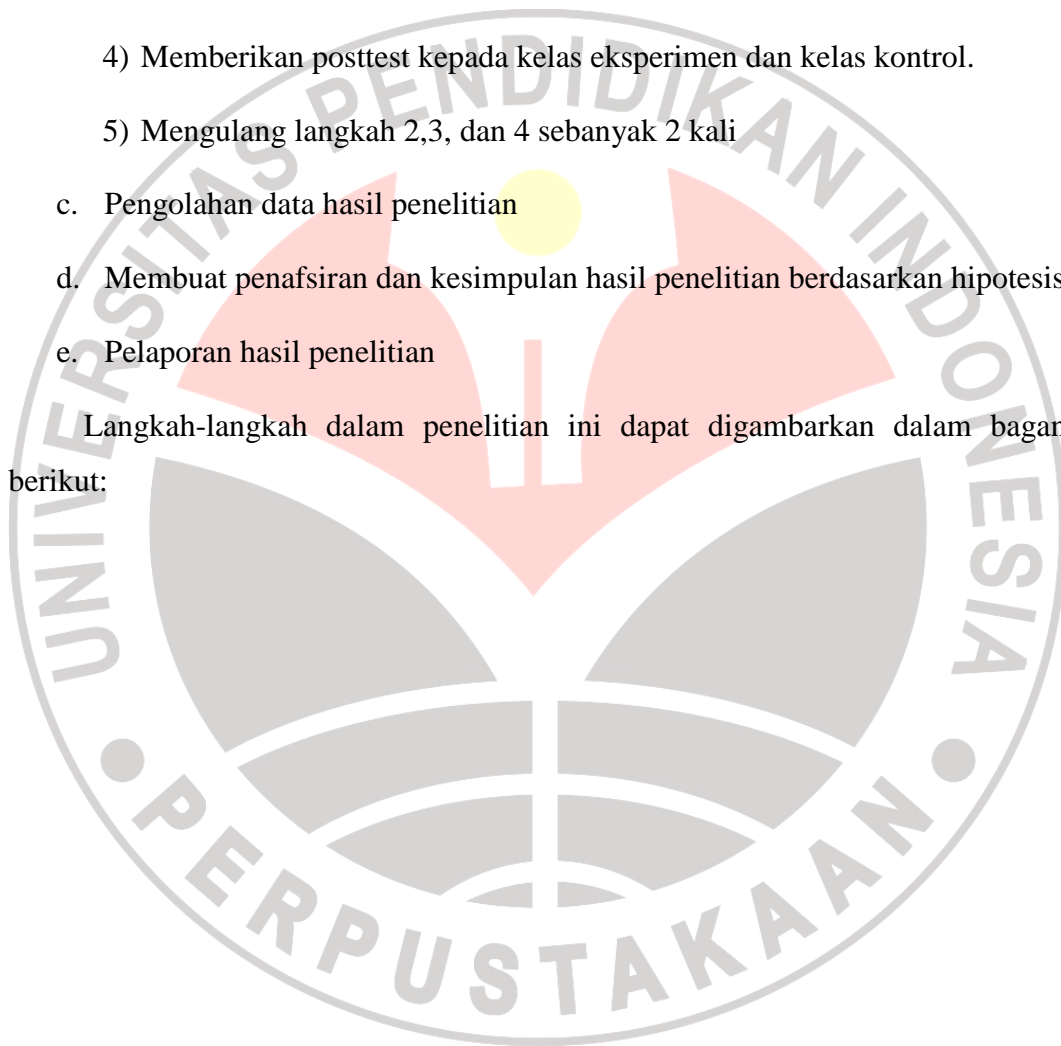 4) Memberikan posttest kepada kelas eksperimen dan kelas kontrol.
5) Mengulang langkah 2,3, dan 4 sebanyak 2 kali
c. Pengolahan data hasil penelitian
d. Membuat penafsiran dan kesimpulan hasil penelitian berdasarkan hipotesis
e. Pelaporan hasil penelitian
Langkah-langkah dalam penelitian ini dapat digambarkan dalam bagan
berikut:
UNIVERSITAS PENDIDIKAN INDONESIA
PERPUSTAKAAN